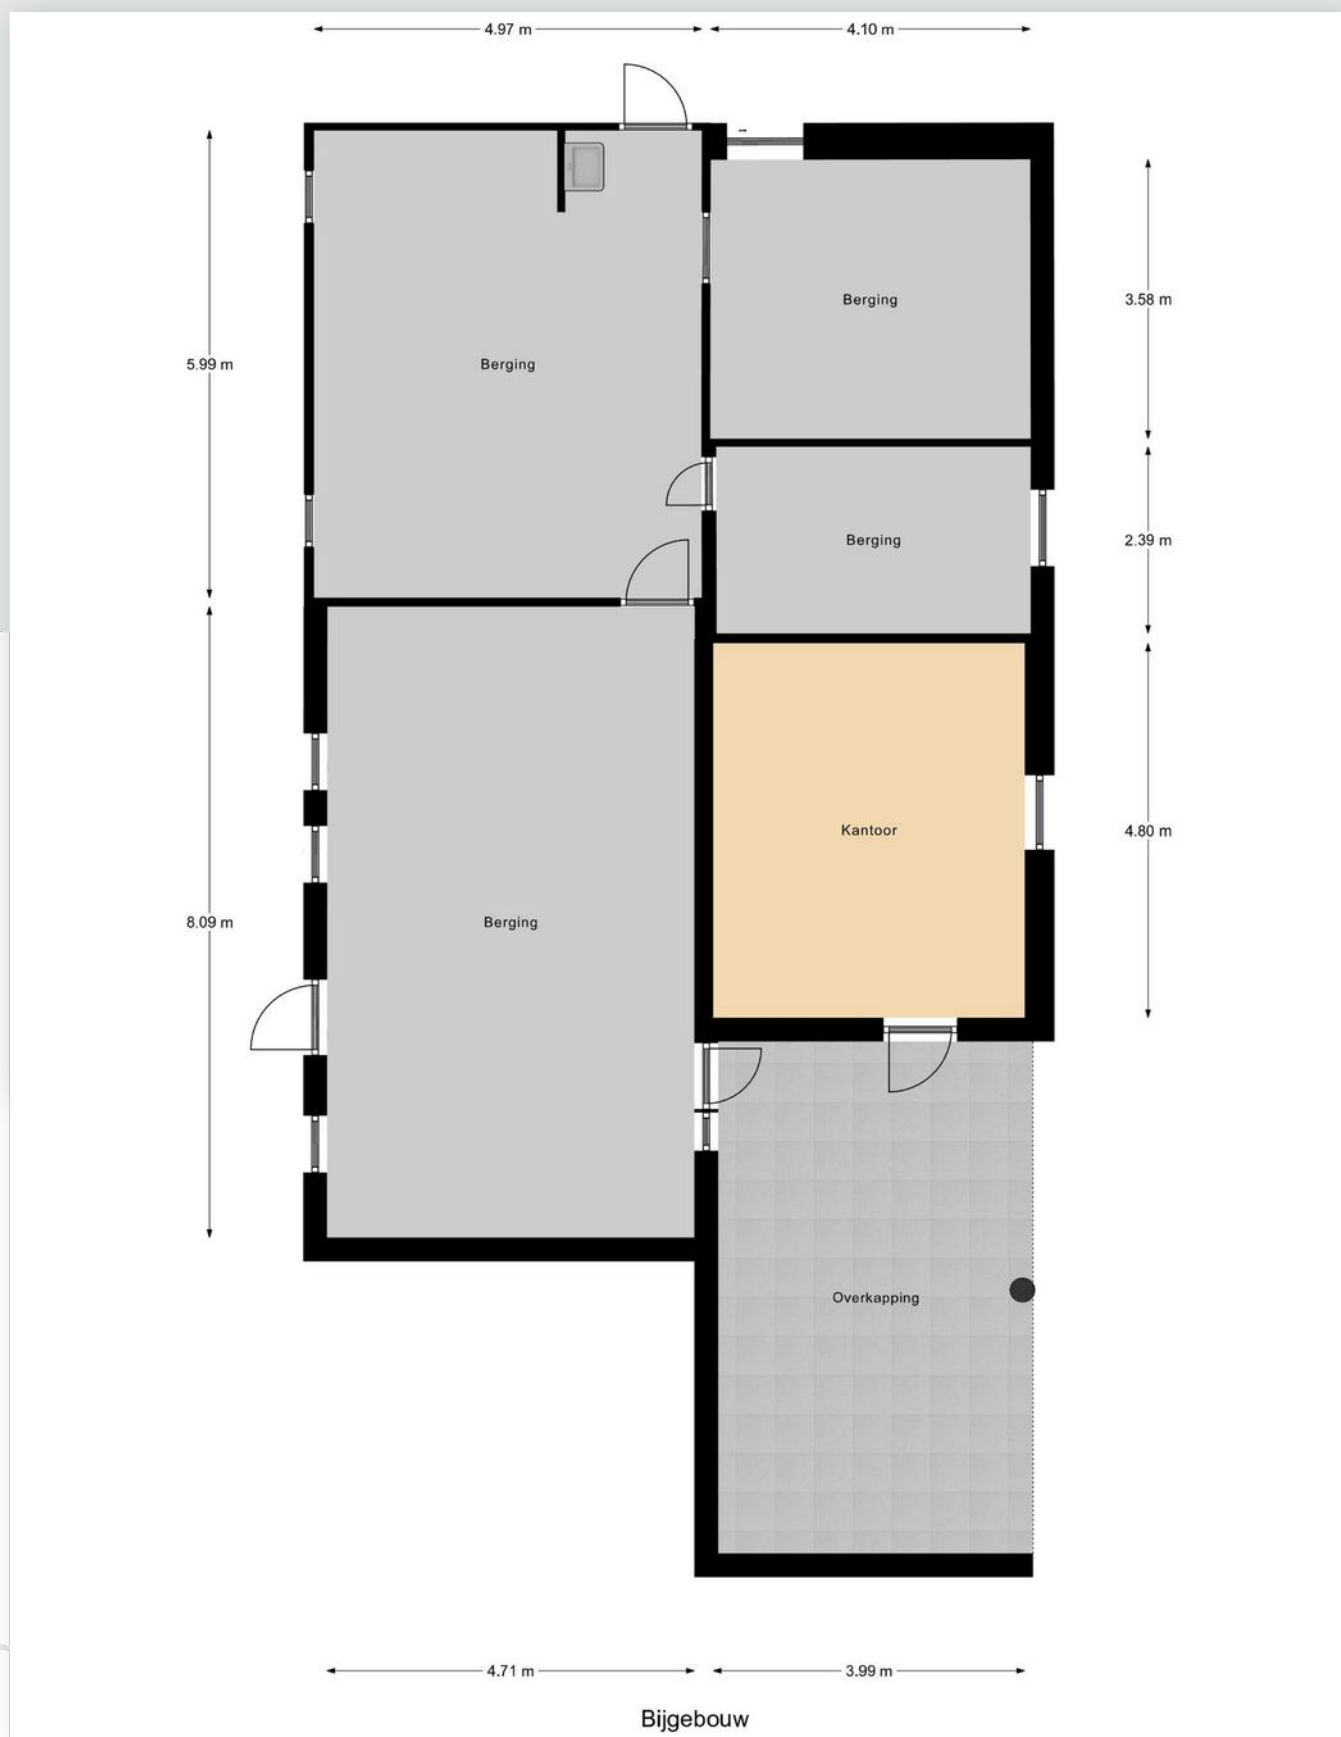 4.97 m
4.10 m
Berging
3.58 m
5.99 m
Berging
Berging
2.39 m
Kantoor
4.80 m
8.09 m
Berging
Overkapping
4.71 m
3.99 m
Bijgebouw